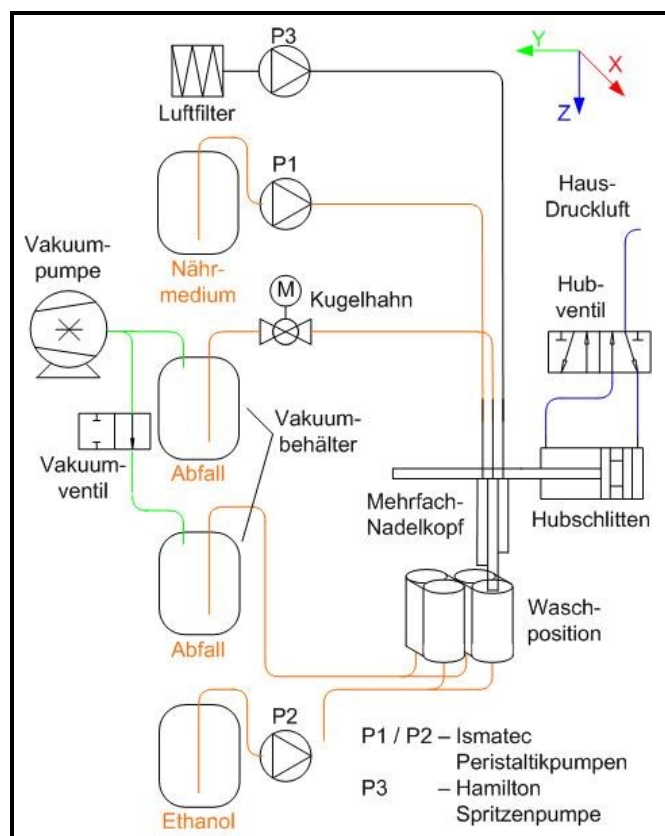 P3
Y
X
Z
Luftfilter
P1
Haus-
Druckluft
Vakuum-
pumpe
Nähr-
medium
M
Kugelhahn
Hub-
ventil
Vakuum-
behälter
Vakuum-
ventil
Abfall
Mehrfach-
Nadelkopf
Hubschlitten
Wasch-
position
Abfall
P2
P1 / P2 – Ismatec
Peristaltikpumpen
P3 – Hamilton
Spritzenpumpe
Ethanol